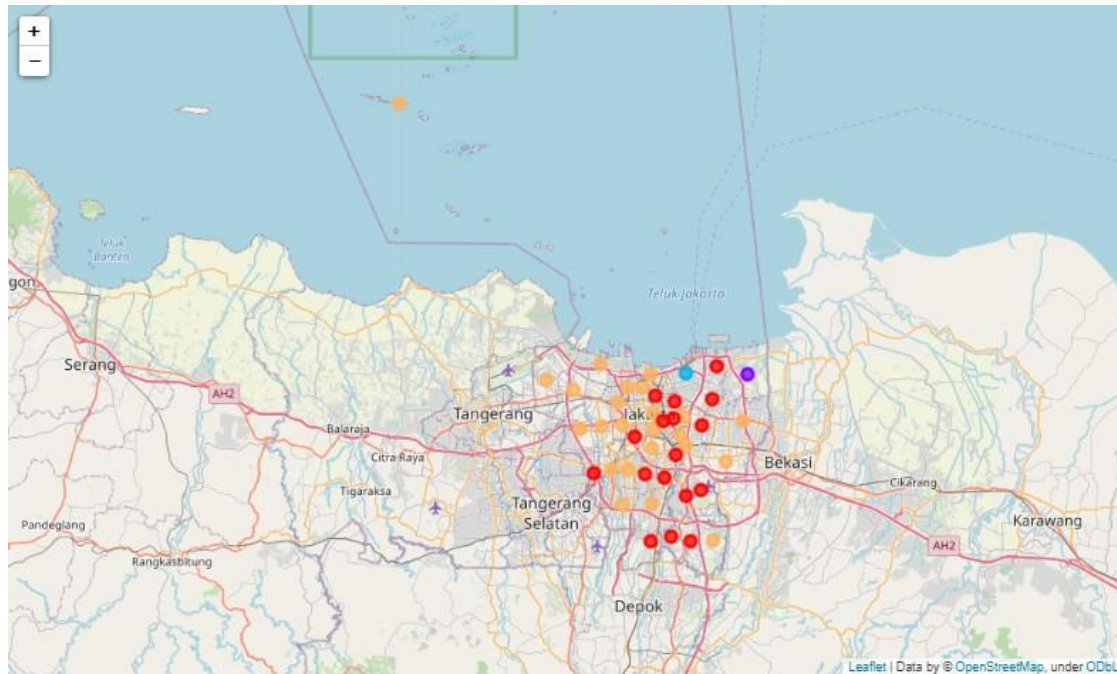 +
−
Teluk
Banten
gon
Teluk Jakarta
Serang
AH2
Tangerang
Jak
Balaraja
Citra Raya
Bekasi
Cikarang
Tigaraksa
Tangerang
Selatan
Pandeglang
Karawang
AH2
Rangkasbitung
Depok
Leaflet | Data by © OpenStreetMap, under ODbL